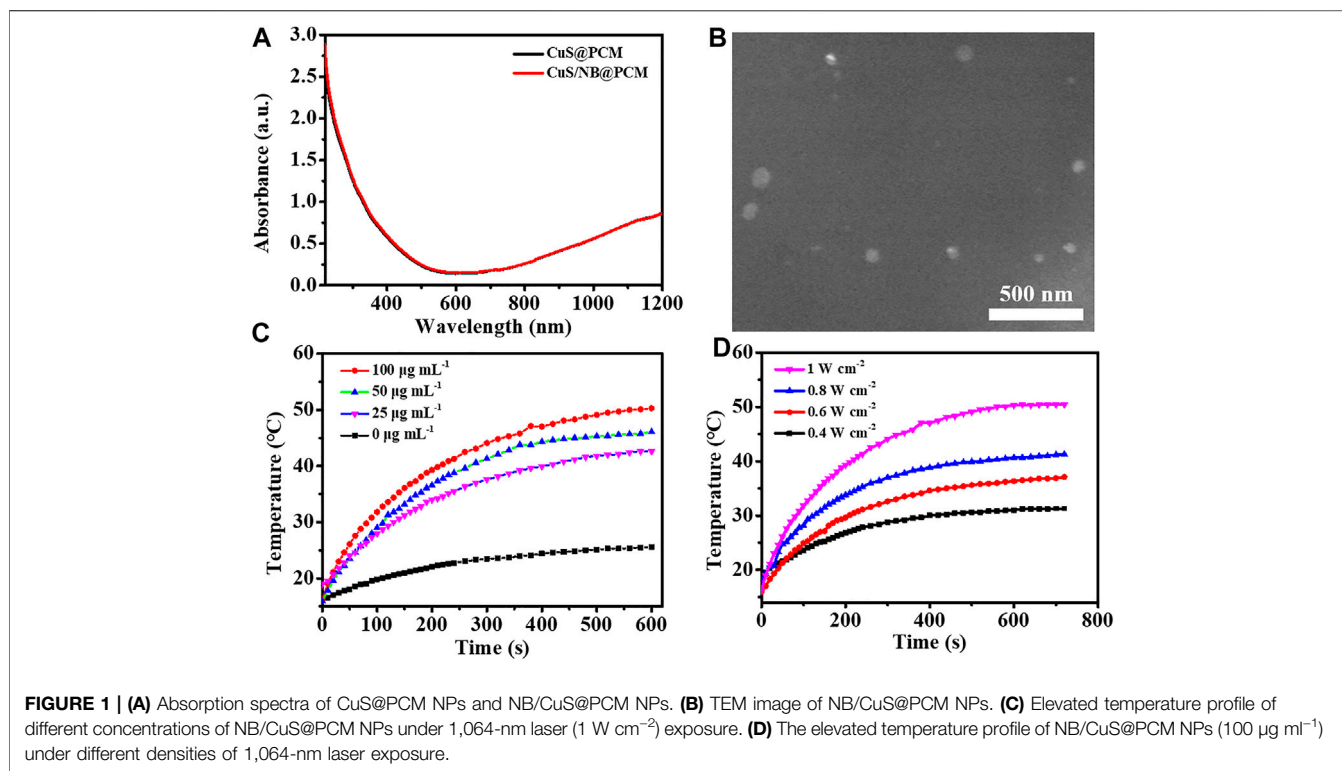 A
3.0
2.5
2.0
1.5
1.0
0.5
0.0
Absorbance (a.u.)
CuS@PCM
CuS/NB@PCM
400 600 800 1000 1200
Wavelength (nm)
B
500 nm
C
60
50
40
30
20
Temperature (°C)
100 µg mL⁻¹
50 µg mL⁻¹
25 µg mL⁻¹
0 µg mL⁻¹
0 100 200 300 400 500 600
Time (s)
D
60
50
40
30
20
Temperature (°C)
1 W cm⁻²
0.8 W cm⁻²
0.6 W cm⁻²
0.4 W cm⁻²
0 200 400 600 800
Time (s)
FIGURE 1 | (A) Absorption spectra of CuS@PCM NPs and NB/CuS@PCM NPs. (B) TEM image of NB/CuS@PCM NPs. (C) Elevated temperature profile of
different concentrations of NB/CuS@PCM NPs under 1,064-nm laser (1 W cm⁻²) exposure. (D) The elevated temperature profile of NB/CuS@PCM NPs (100 µg ml⁻¹)
under different densities of 1,064-nm laser exposure.